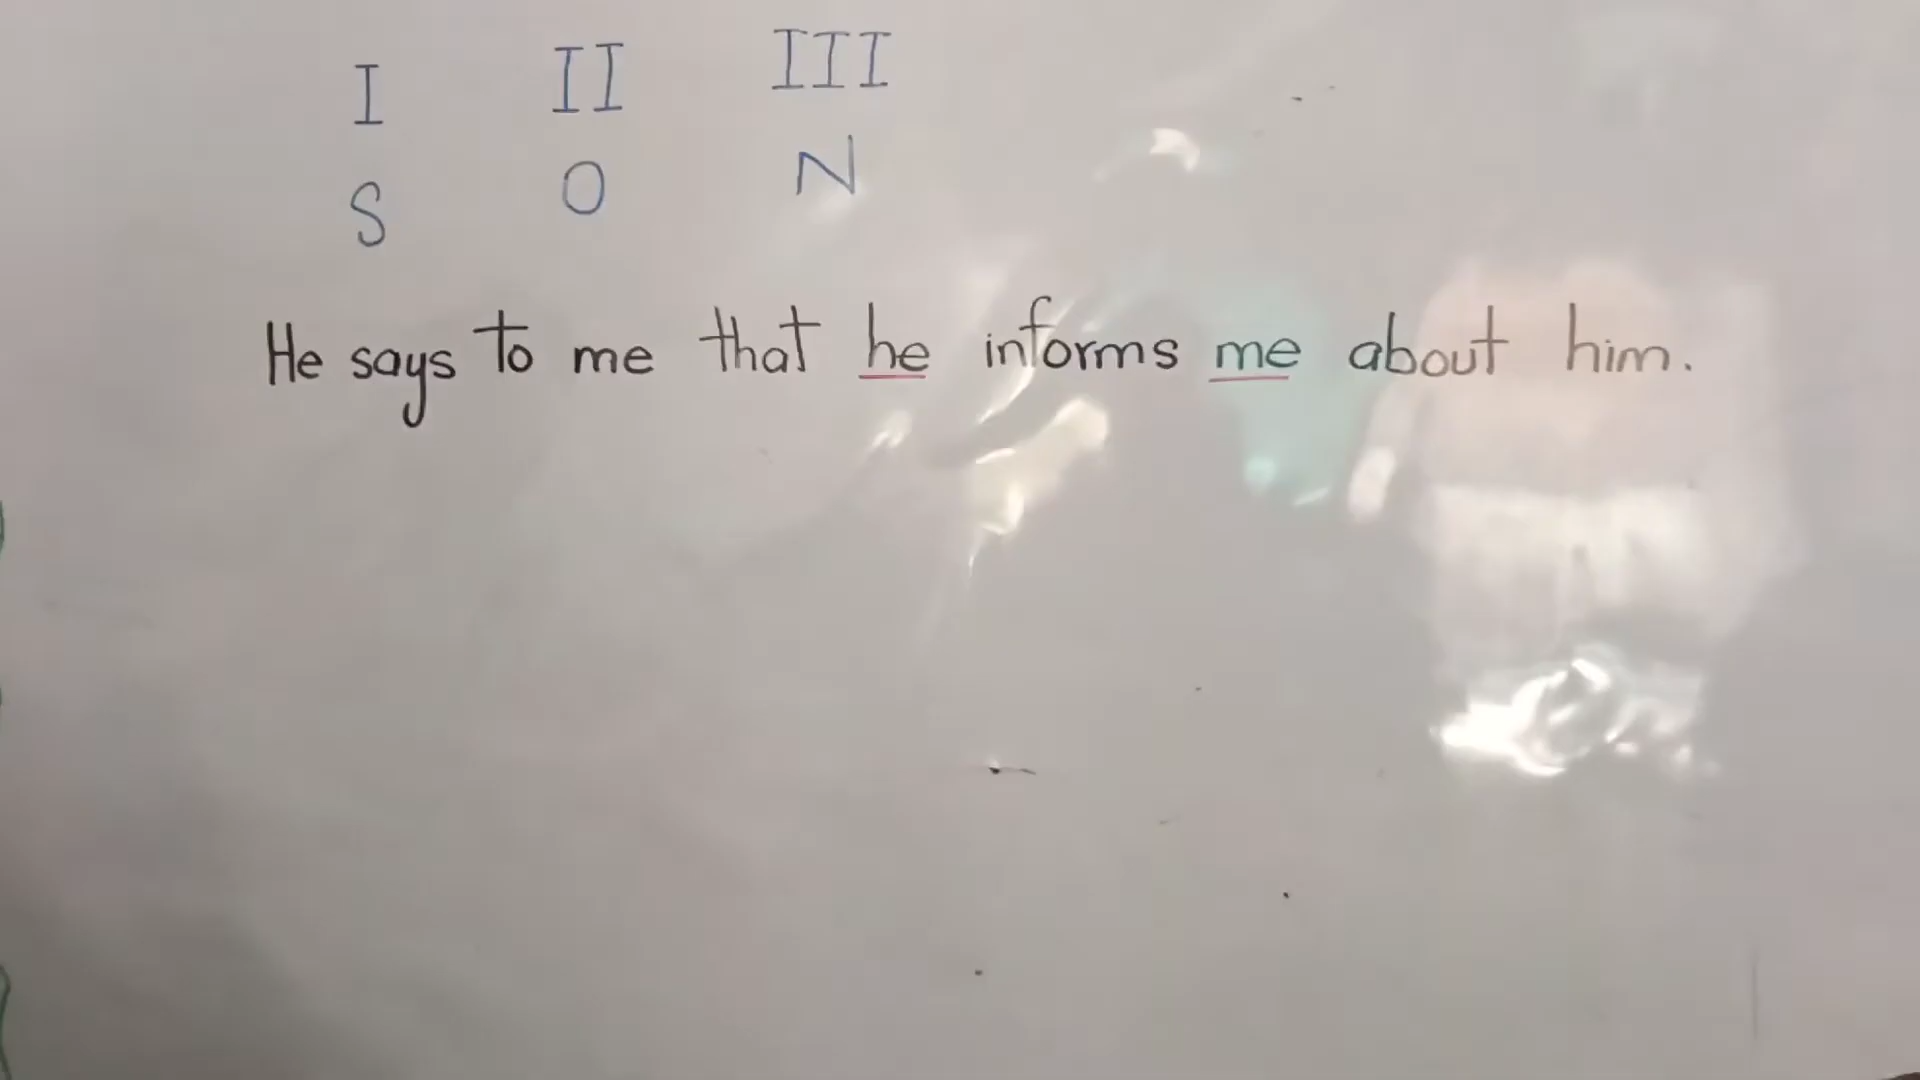 I II III
S O N
He says to me that he informs me about him.